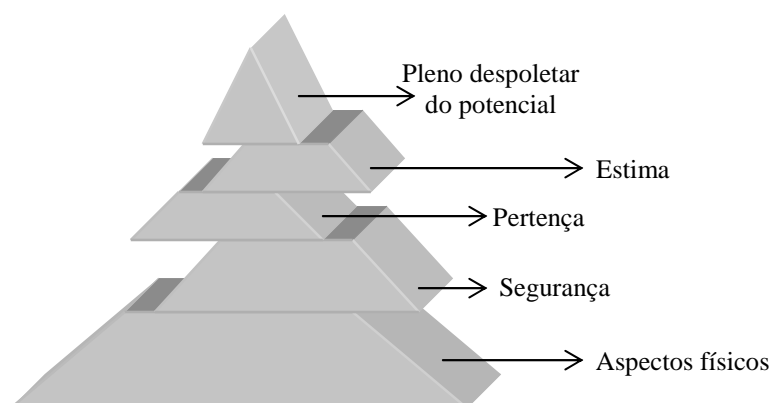 Pleno despoletar
do potencial
Estima
Pertença
Segurança
Aspectos físicos